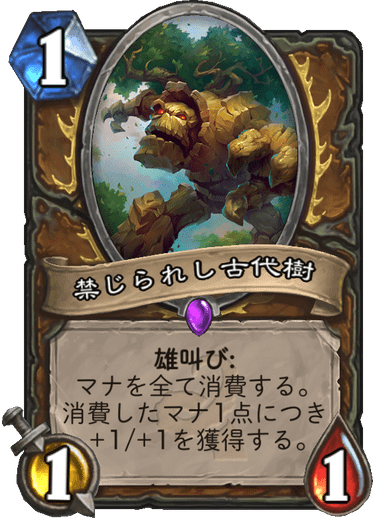 1
禁じられし古代樹
雄叫び:
マナを全て消費する。
消費したマナ1点につき
+1/+1を獲得する。
1
1